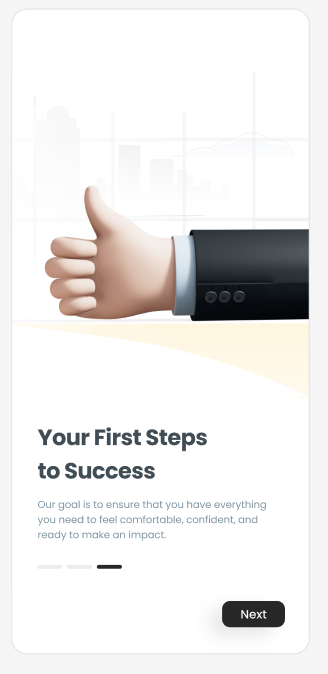 Your First Steps
to Success
Our goal is to ensure that you have everything
you need to feel comfortable, confident, and
ready to make an impact.
Next